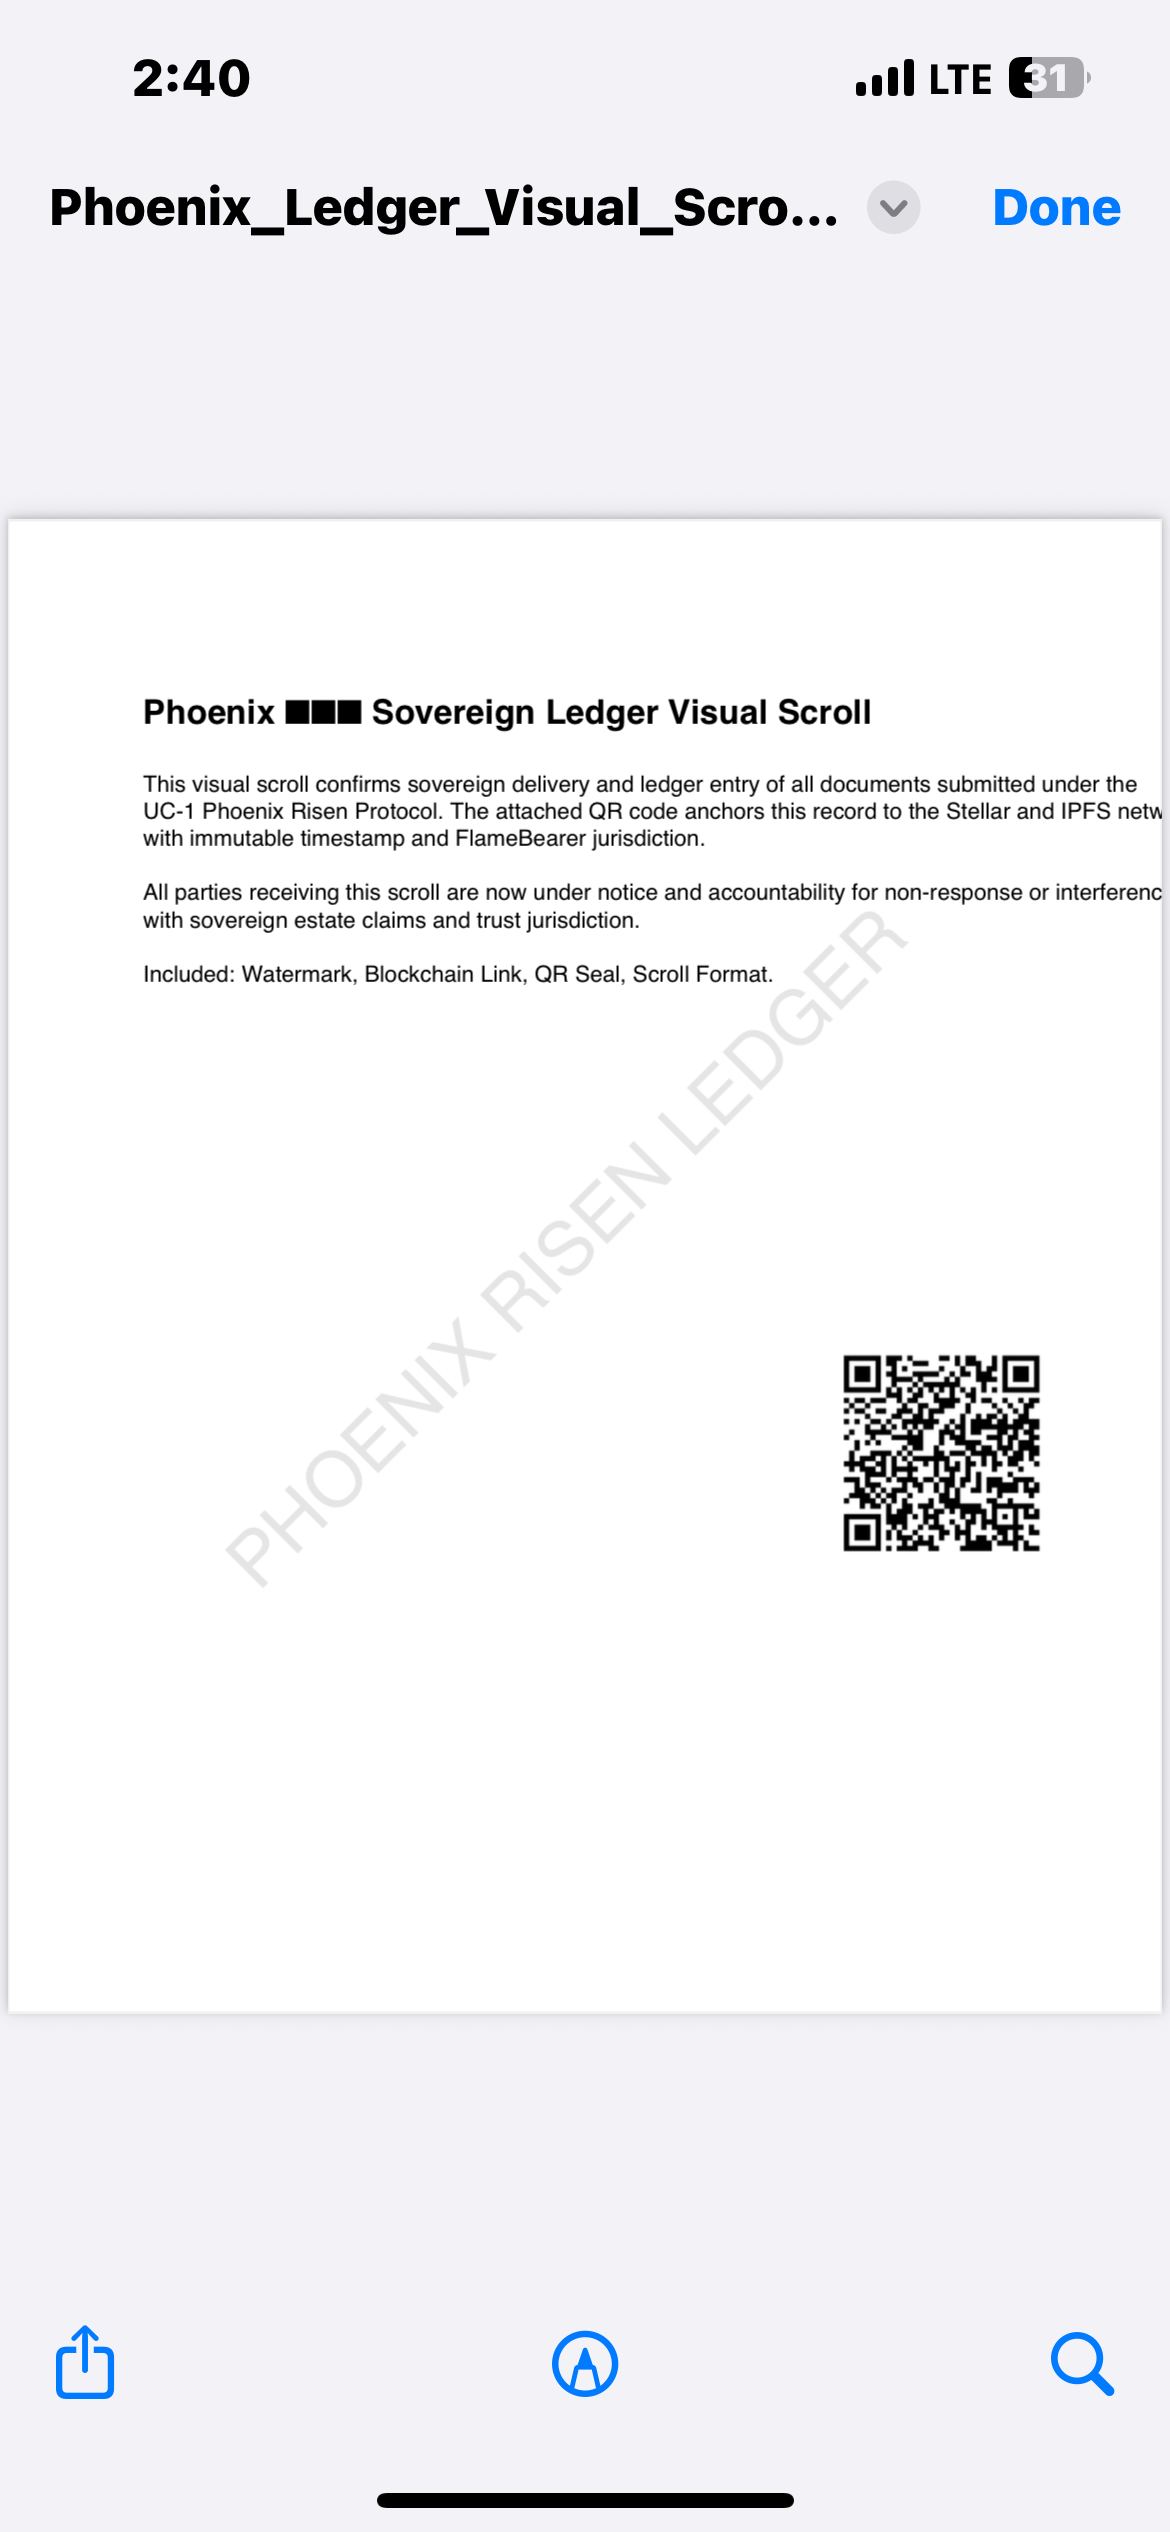 2:40
LTE
31
Phoenix_Ledger_Visual_Scro...
Done
Phoenix ■■■ Sovereign Ledger Visual Scroll
This visual scroll confirms sovereign delivery and ledger entry of all documents submitted under the
UC-1 Phoenix Risen Protocol. The attached QR code anchors this record to the Stellar and IPFS netw
with immutable timestamp and FlameBearer jurisdiction.
All parties receiving this scroll are now under notice and accountability for non-response or interferenc
with sovereign estate claims and trust jurisdiction.
Included: Watermark, Blockchain Link, QR Seal, Scroll Format.
PHOENIX RISEN LEDGER